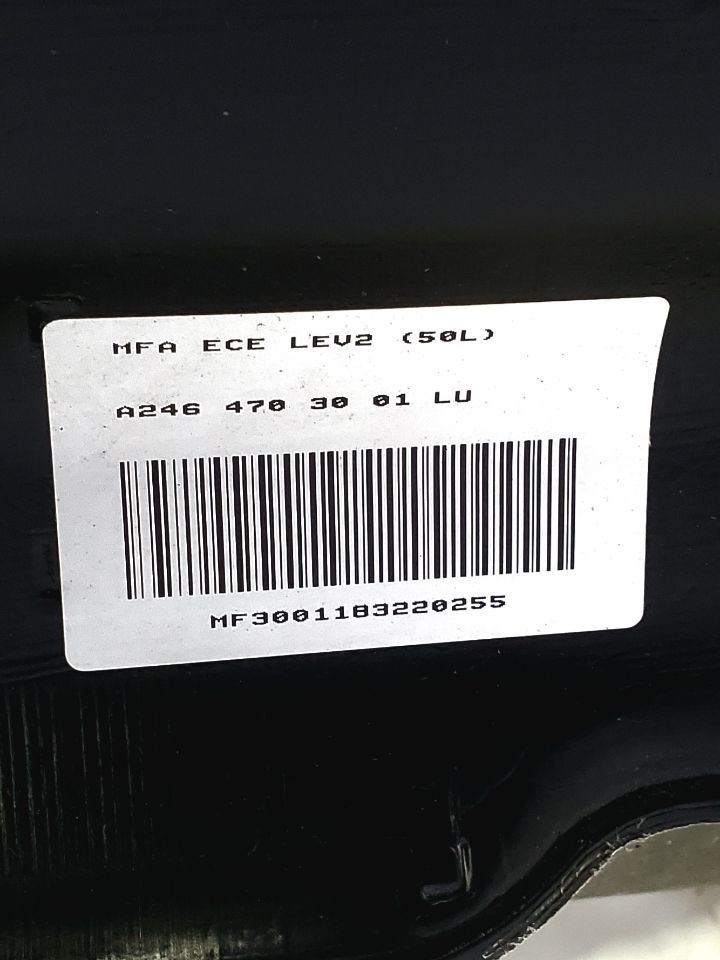 MFA ECE LEV2 (50L)
A246 470 30 01 LU
MF3001183220255